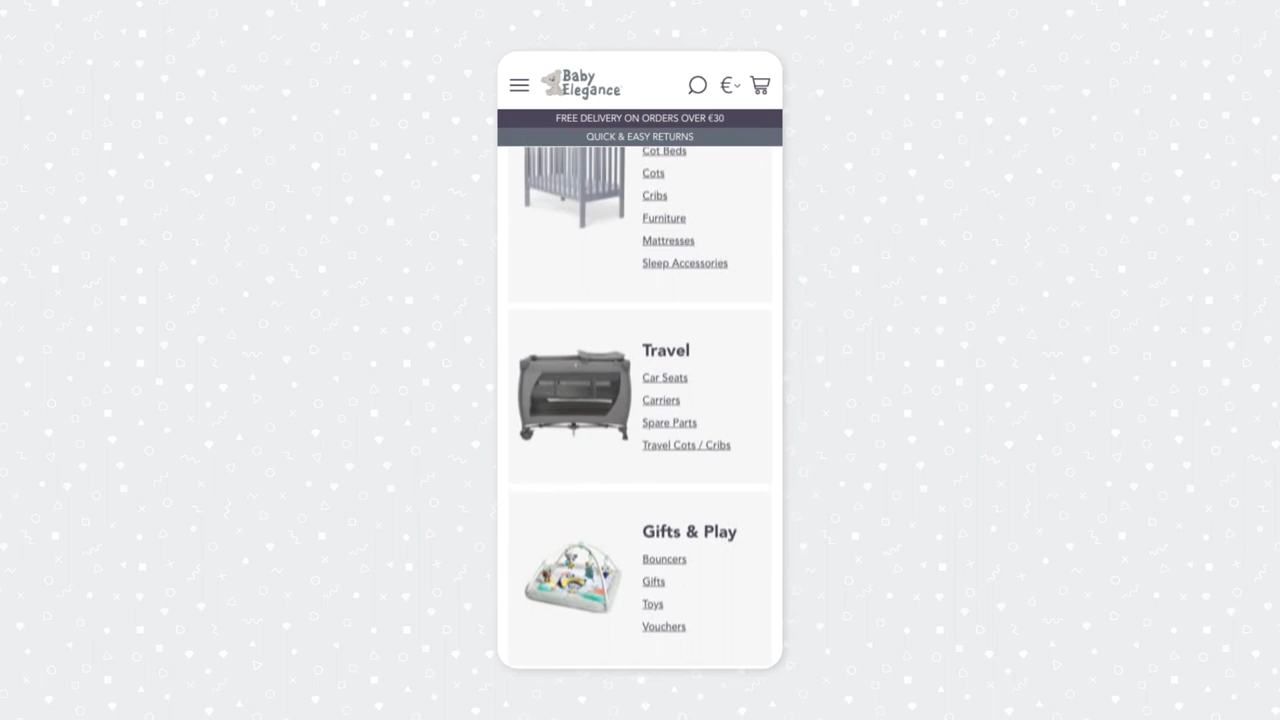 Baby
Elegance
€
FREE DELIVERY ON ORDERS OVER €30
QUICK & EASY RETURNS
Cot Beds
Cots
Cribs
Furniture
Mattresses
Sleep Accessories
Travel
Car Seats
Carriers
Spare Parts
Travel Cots / Cribs
Gifts & Play
Bouncers
Gifts
Toys
Vouchers